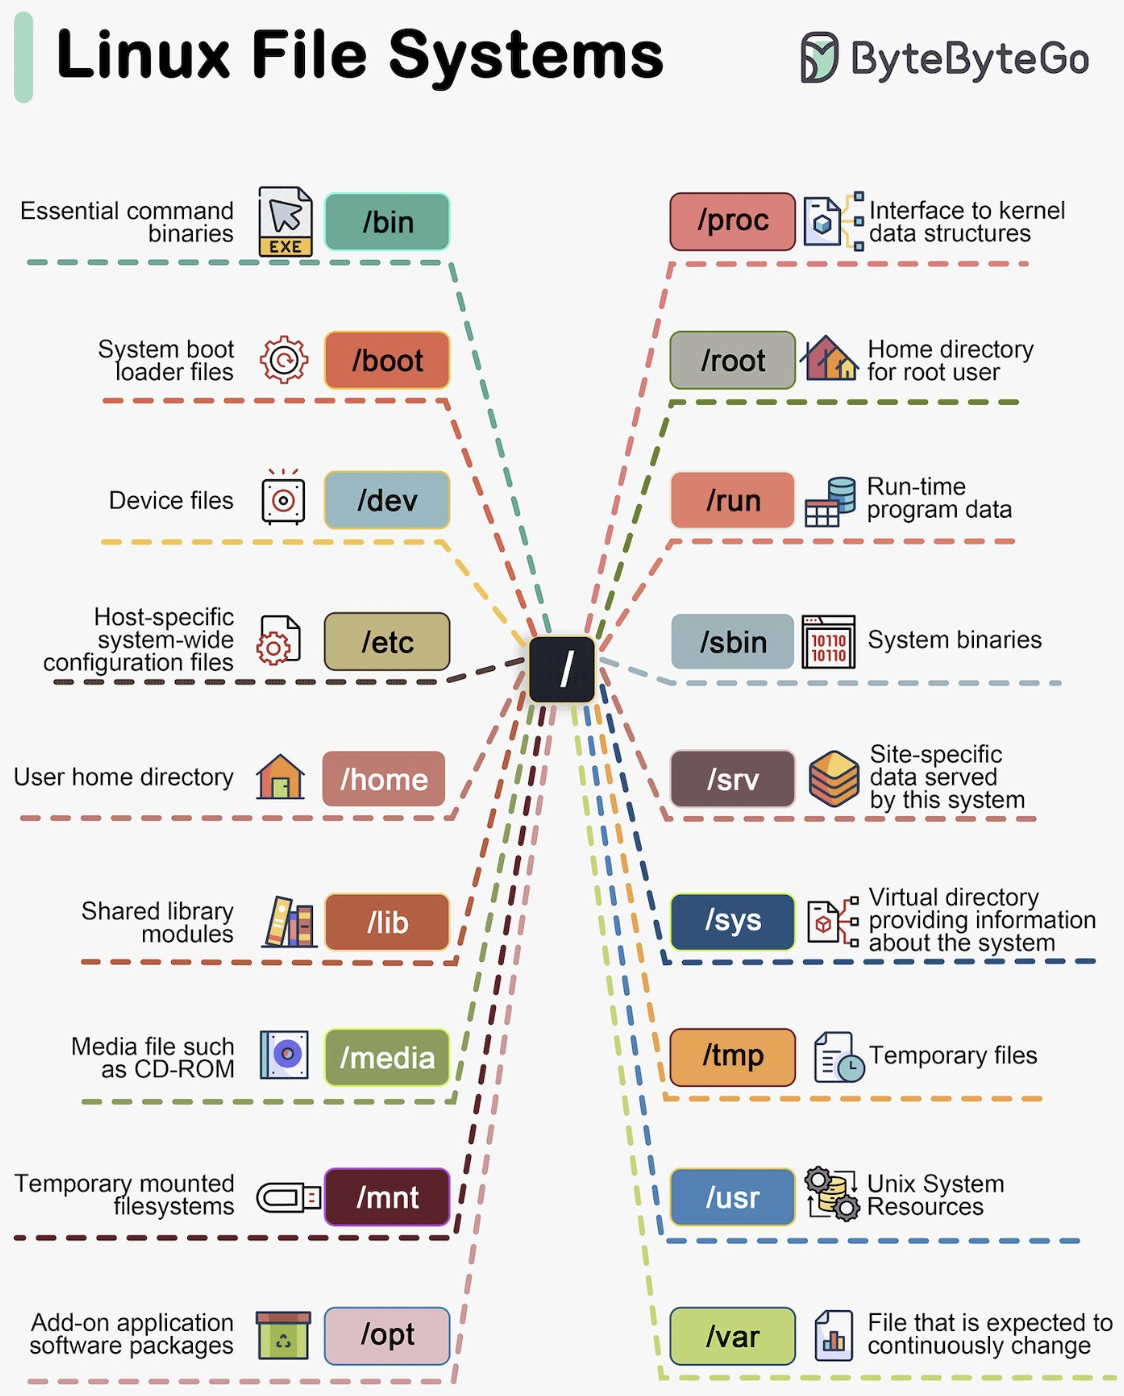 Linux File Systems
ByteByteGo
Essential command
binaries
EXE
/bin
System boot
loader files
/boot
Device files
/dev
Host-specific
system-wide
configuration files
/etc
User home directory
/home
Shared library
modules
/lib
Media file such
as CD-ROM
/media
Temporary mounted
filesystems
/mnt
Add-on application
software packages
/opt
/
/proc
Interface to kernel
data structures
/root
Home directory
for root user
/run
Run-time
program data
/sbin
10110
10110
System binaries
/srv
Site-specific
data served
by this system
/sys
Virtual directory
providing information
about the system
/tmp
Temporary files
/usr
Unix System
Resources
/var
File that is expected to
continuously change